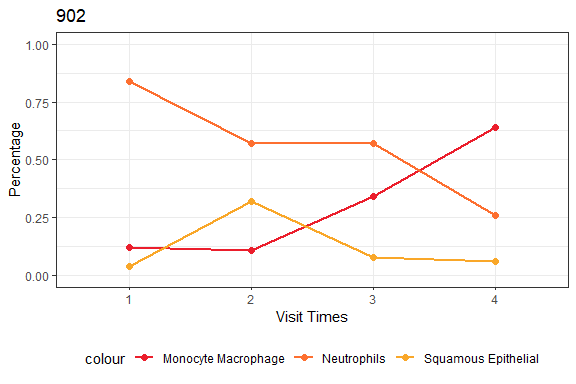 902
1.00
0.75
0.50
0.25
0.00
Percentage
1 2 3 4
Visit Times
colour Monocyte Macrophage Neutrophils Squamous Epithelial